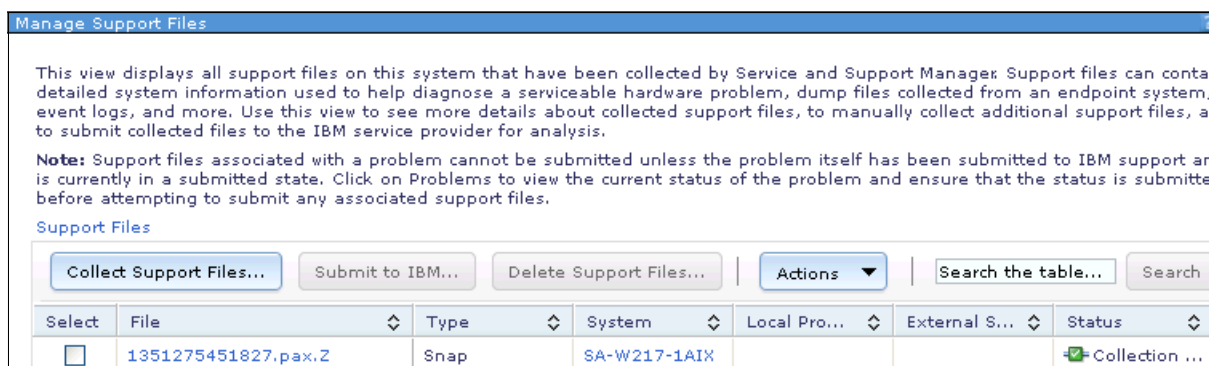 Manage Support Files
This view displays all support files on this system that have been collected by Service and Support Manager. Support files can conta
detailed system information used to help diagnose a serviceable hardware problem, dump files collected from an endpoint system,
event logs, and more. Use this view to see more details about collected support files, to manually collect additional support files, a
to submit collected files to the IBM service provider for analysis.
Note: Support files associated with a problem cannot be submitted unless the problem itself has been submitted to IBM support ar
is currently in a submitted state. Click on Problems to view the current status of the problem and ensure that the status is submitte
before attempting to submit any associated support files.
Support Files
Collect Support Files... Submit to IBM... Delete Support Files... Actions Search the table... Search
Select File Type System Local Pro... External S... Status
1351275451827.pax.Z Snap SA-W217-1AIX Collection ...